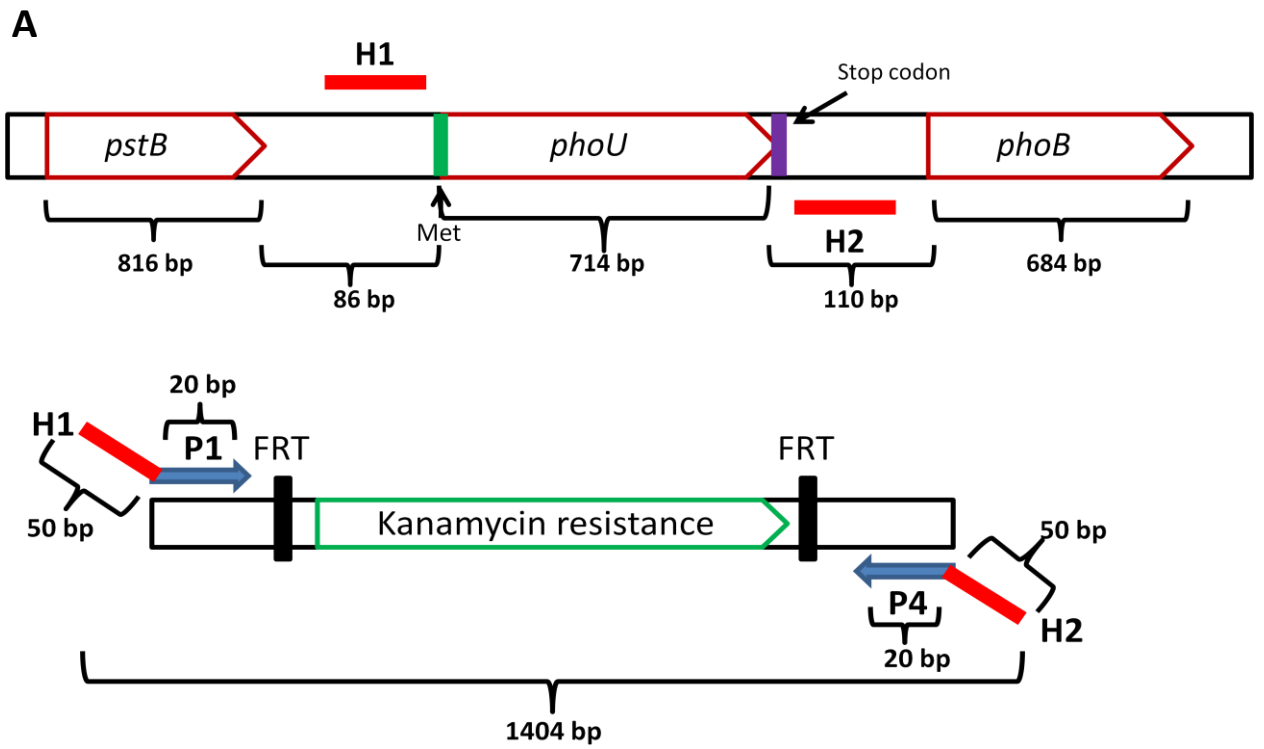 A
H1
Stop codon
pstB
phoU
phoB
Met
H2
816 bp
714 bp
684 bp
86 bp
110 bp
20 bp
H1
P1
FRT
FRT
50 bp
Kanamycin resistance
50 bp
P4
H2
20 bp
1404 bp